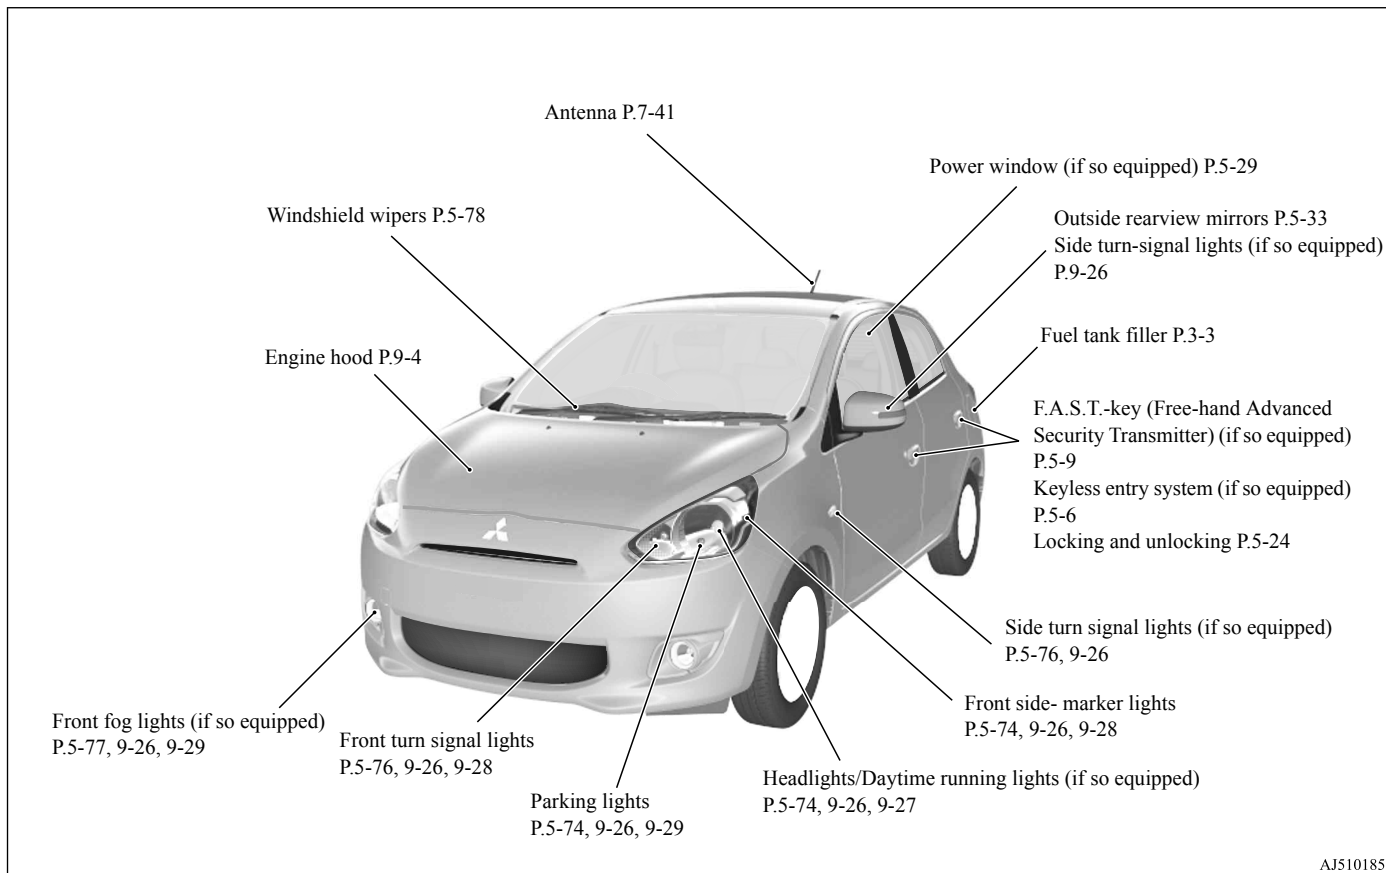 Antenna P.7-41
Power window (if so equipped) P.5-29
Windshield wipers P.5-78
Outside rearview mirrors P.5-33
Side turn-signal lights (if so equipped)
P.9-26
Fuel tank filler P.3-3
Engine hood P.9-4
F.A.S.T.-key (Free-hand Advanced
Security Transmitter) (if so equipped)
P.5-9
Keyless entry system (if so equipped)
P.5-6
Locking and unlocking P.5-24
Side turn signal lights (if so equipped)
P.5-76, 9-26
Front side- marker lights
P.5-74, 9-26, 9-28
Front fog lights (if so equipped)
P.5-77, 9-26, 9-29
Front turn signal lights
P.5-76, 9-26, 9-28
Headlights/Daytime running lights (if so equipped)
P.5-74, 9-26, 9-27
Parking lights
P.5-74, 9-26, 9-29
AJ510185